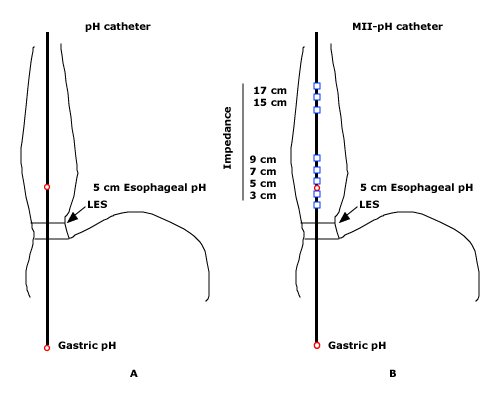 pH catheter
5 cm Esophageal pH
LES
Gastric pH
A
MII-pH catheter
Impedance
17 cm
15 cm
9 cm
7 cm
5 cm
3 cm
5 cm Esophageal pH
LES
Gastric pH
B